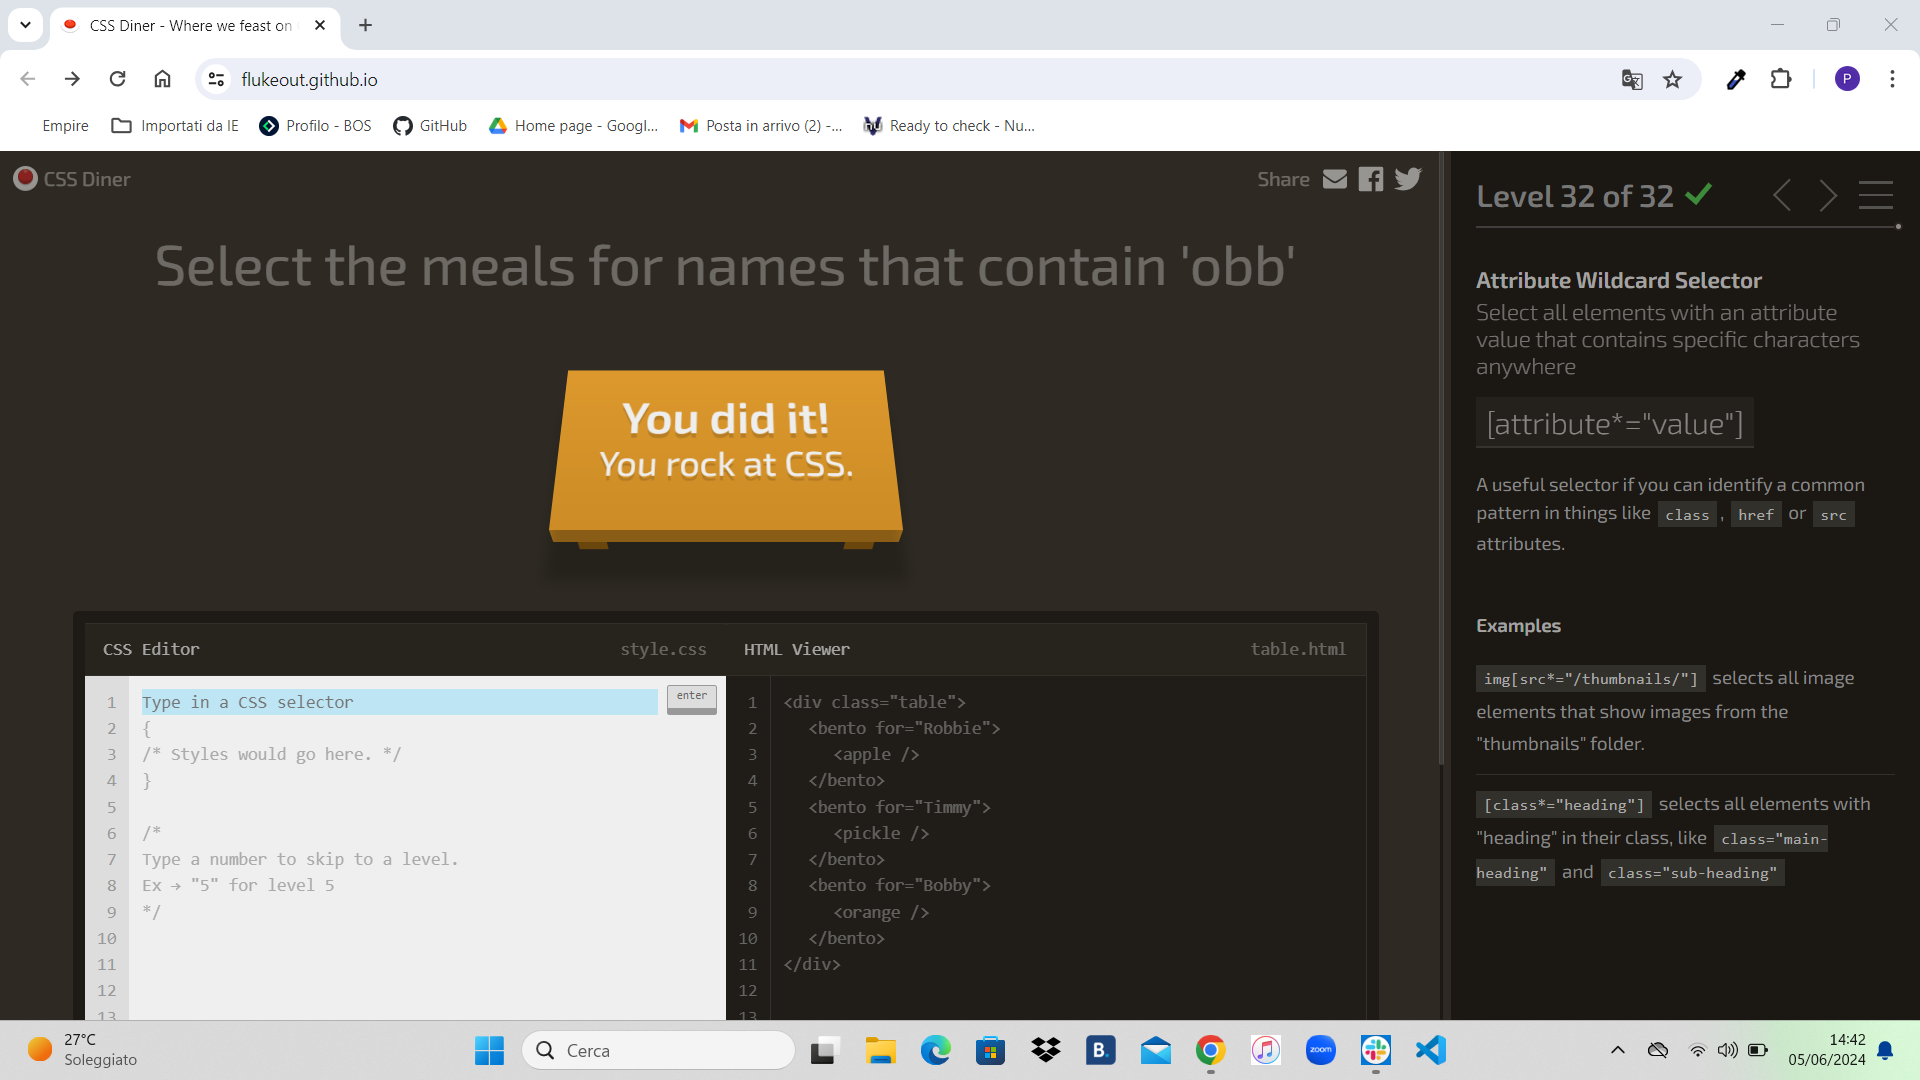 CSS Diner - Where we feast on
flukeout.github.io
P
Empire
Importati da IE
Profilo - BOS
GitHub
Home page - Googl...
Posta in arrivo (2) -...
Ready to check - Nu...
CSS Diner
Share
Select the meals for names that contain 'obb'
You did it!
You rock at CSS.
CSS Editor
style.css
1 Type in a CSS selector
enter
2 {
3 /* Styles would go here. */
4 }
5
6 /*
7 Type a number to skip to a level.
8 Ex → "5" for level 5
9 */
10
11
12
13
HTML Viewer
table.html
1 <div class="table">
2 <bento for="Robbie">
3 <apple />
4 </bento>
5 <bento for="Timmy">
6 <pickle />
7 </bento>
8 <bento for="Bobby">
9 <orange />
10 </bento>
11 </div>
12
13
Level 32 of 32
Attribute Wildcard Selector
Select all elements with an attribute
value that contains specific characters
anywhere
[attribute*="value"]
A useful selector if you can identify a common
pattern in things like class , href or src
attributes.
Examples
img[src*="/thumbnails/"] selects all image
elements that show images from the
"thumbnails" folder.
[class*="heading"] selects all elements with
"heading" in their class, like class="main-
heading" and class="sub-heading"
27°C
Soleggiato
Cerca
B.
zoom
14:42
05/06/2024